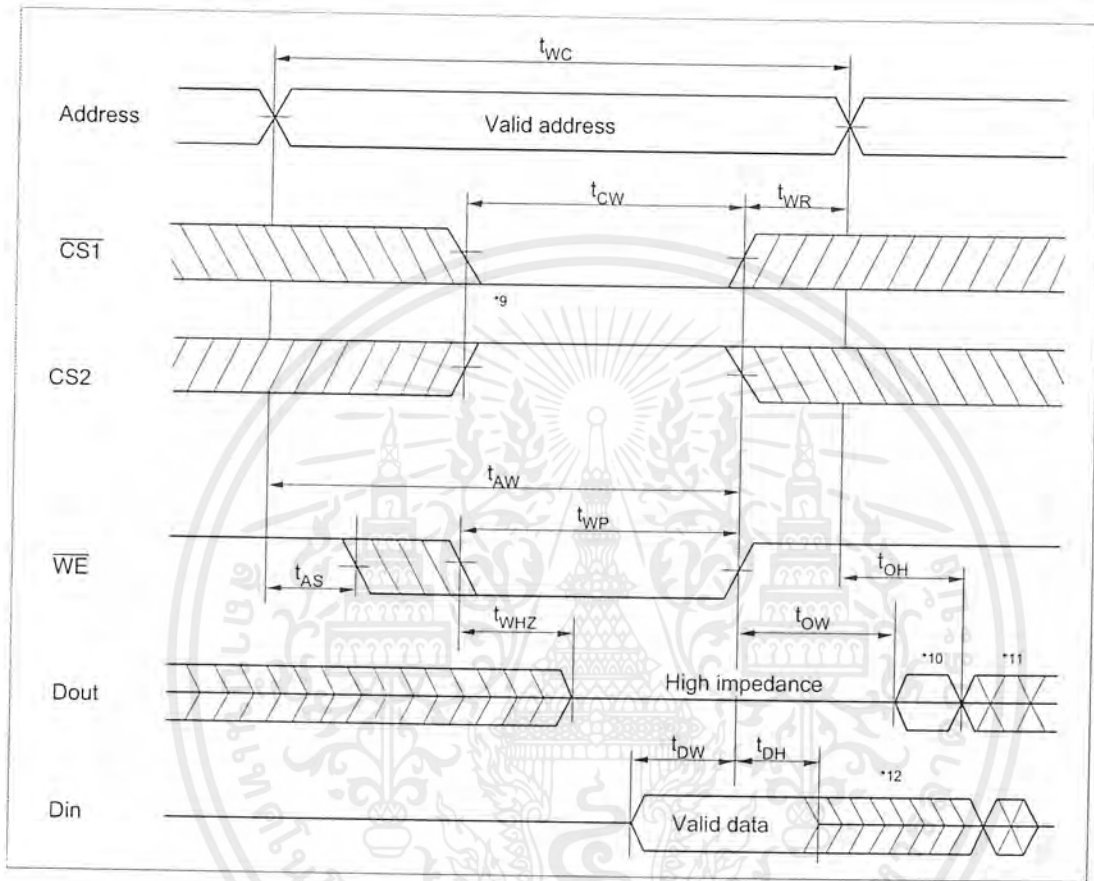 tWC
Address
Valid address
tCW
tWR
CS1
*9
CS2
tAW
tWP
WE
tAS
tOH
tWHZ
tOW
*10
*11
Dout
High impedance
tDW
tDH
*12
Din
Valid data